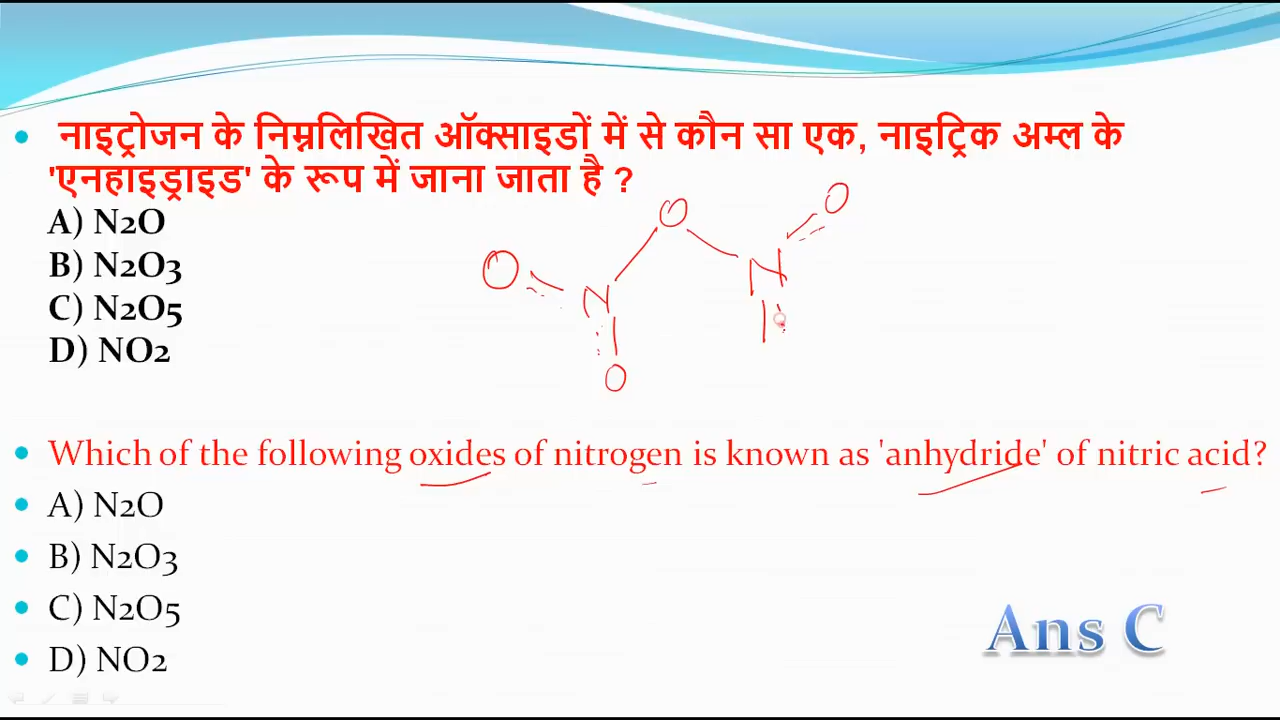 नाइट्रोजन के निम्नलिखित ऑक्साइडों में से कौन सा एक, नाइट्रिक अम्ल के
'एनहाइड्राइड' के रूप में जाना जाता है ?
A) N2O
B) N2O3
C) N2O5
D) NO2
O
O
O
N
N
O
Which of the following oxides of nitrogen is known as 'anhydride' of nitric acid?
A) N2O
B) N2O3
C) N2O5
D) NO2
Ans C